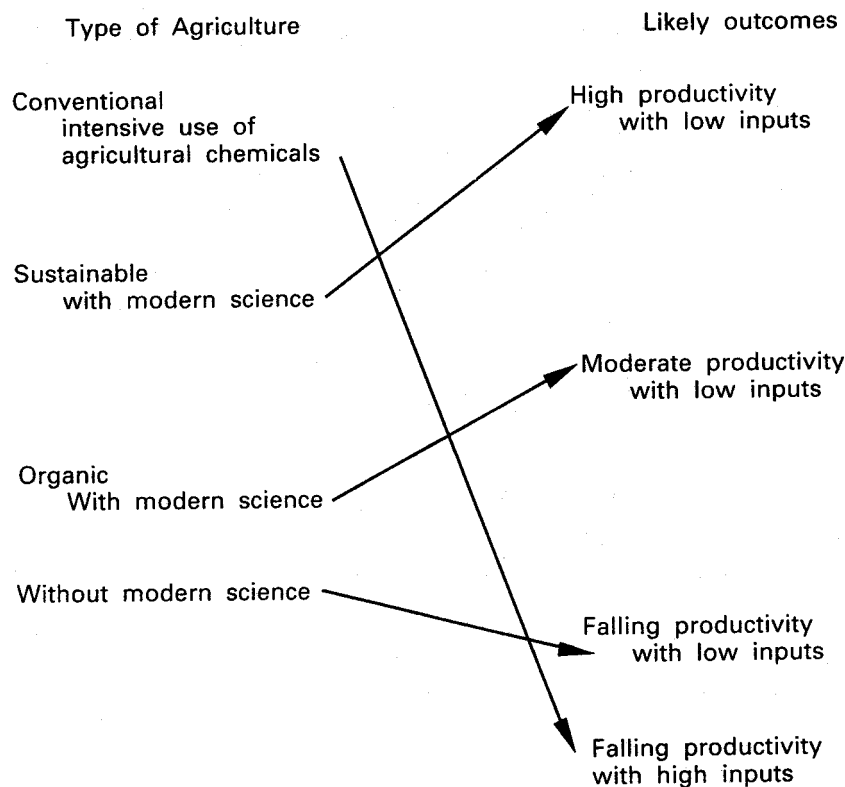 Type of Agriculture
Likely outcomes
Conventional
intensive use of
agricultural chemicals
High productivity
with low inputs
Sustainable
with modern science
Moderate productivity
with low inputs
Organic
With modern science
Without modern science
Falling productivity
with low inputs
Falling productivity
with high inputs